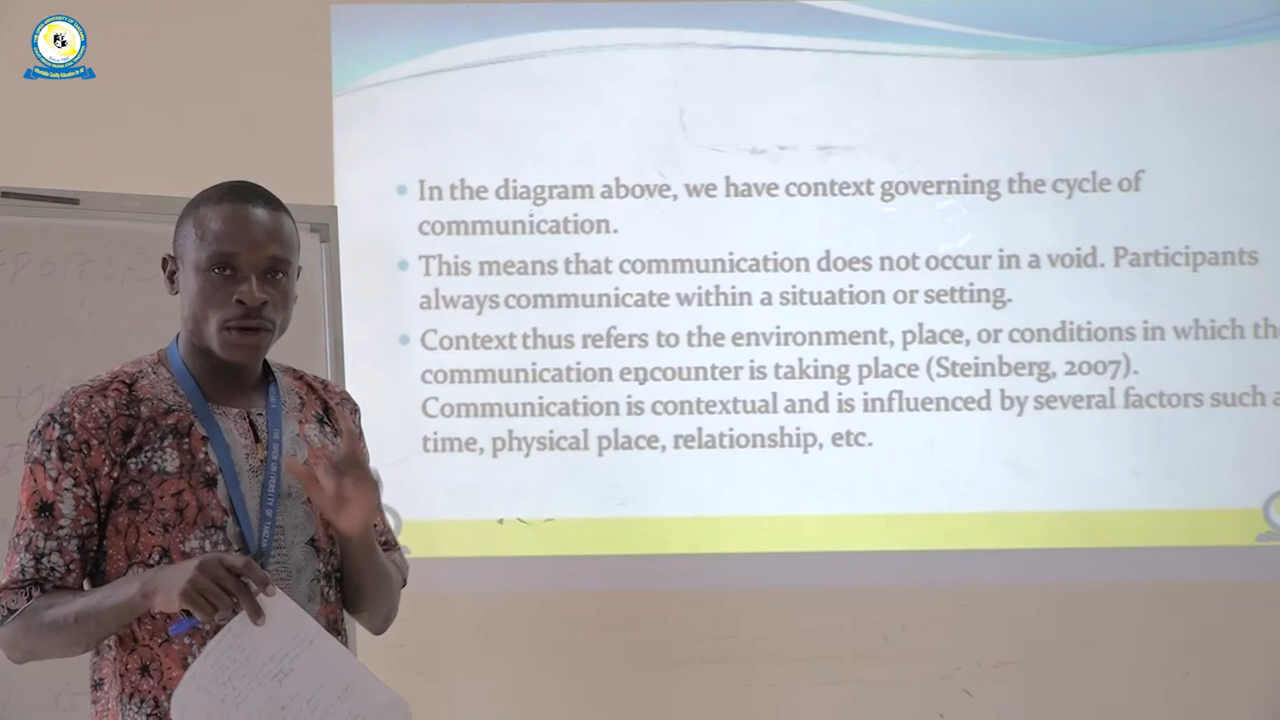 In the diagram above, we have context governing the cycle of
communication.
This means that communication does not occur in a void. Participants
always communicate within a situation or setting.
Context thus refers to the environment, place, or conditions in which
communication encounter is taking place (Steinberg, 2007).
Communication is contextual and is influenced by several factors such
time, physical place, relationship, etc.
THE OPEN UNIVERSITY OF